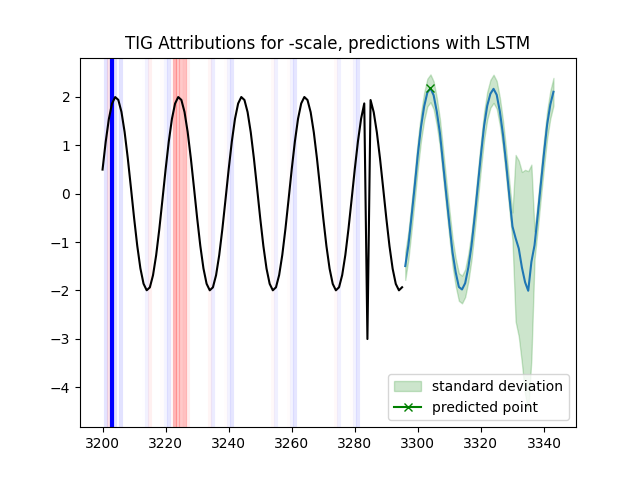 TIG Attributions for -scale, predictions with LSTM
2
1
0
−1
−2
−3
−4
standard deviation
predicted point
3200 3220 3240 3260 3280 3300 3320 3340